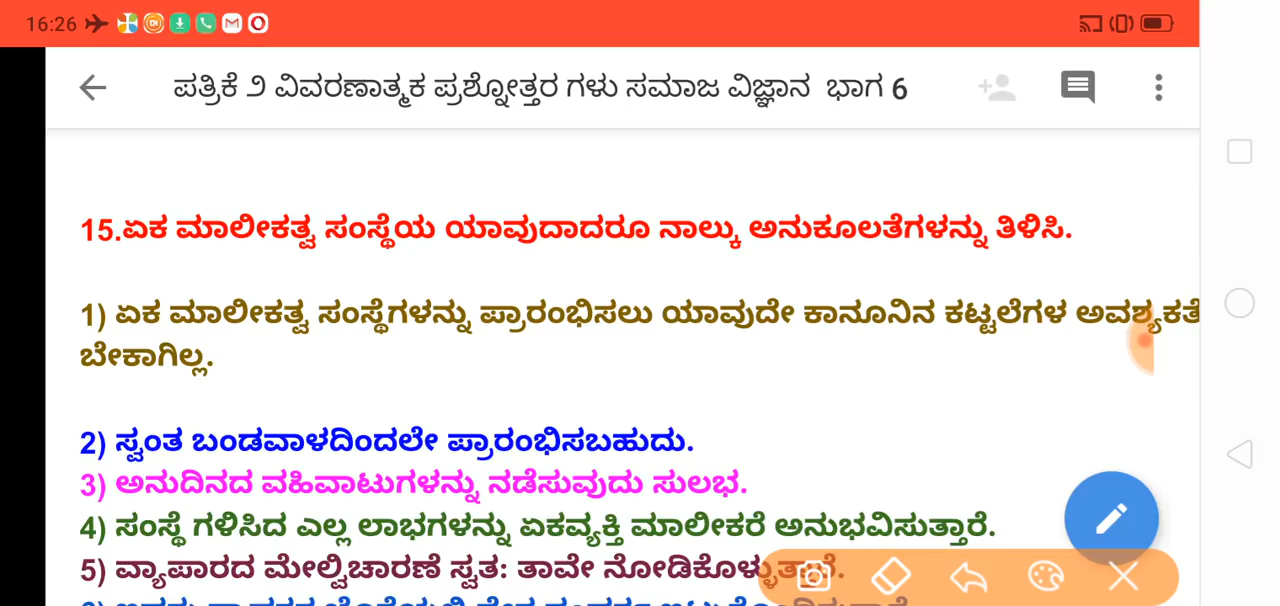 16:26
ಪತ್ರಿಕೆ ೨ ವಿವರಣಾತ್ಮಕ ಪ್ರಶ್ನೋತ್ತರ ಗಳು ಸಮಾಜ ವಿಜ್ಞಾನ ಭಾಗ 6
15.ಏಕ ಮಾಲೀಕತ್ವ ಸಂಸ್ಥೆಯ ಯಾವುದಾದರೂ ನಾಲ್ಕು ಅನುಕೂಲತೆಗಳನ್ನು ತಿಳಿಸಿ.
1) ಏಕ ಮಾಲೀಕತ್ವ ಸಂಸ್ಥೆಗಳನ್ನು ಪ್ರಾರಂಭಿಸಲು ಯಾವುದೇ ಕಾನೂನಿನ ಕಟ್ಟಲೆಗಳ ಅವಶ್ಯಕತೆ
ಬೇಕಾಗಿಲ್ಲ.
2) ಸ್ವಂತ ಬಂಡವಾಳದಿಂದಲೇ ಪ್ರಾರಂಭಿಸಬಹುದು.
3) ಅನುದಿನದ ವಹಿವಾಟುಗಳನ್ನು ನಡೆಸುವುದು ಸುಲಭ.
4) ಸಂಸ್ಥೆ ಗಳಿಸಿದ ಎಲ್ಲ ಲಾಭಗಳನ್ನು ಏಕವ್ಯಕ್ತಿ ಮಾಲೀಕರೆ ಅನುಭವಿಸುತ್ತಾರೆ.
5) ವ್ಯಾಪಾರದ ಮೇಲ್ವಿಚಾರಣೆ ಸ್ವತ: ತಾವೇ